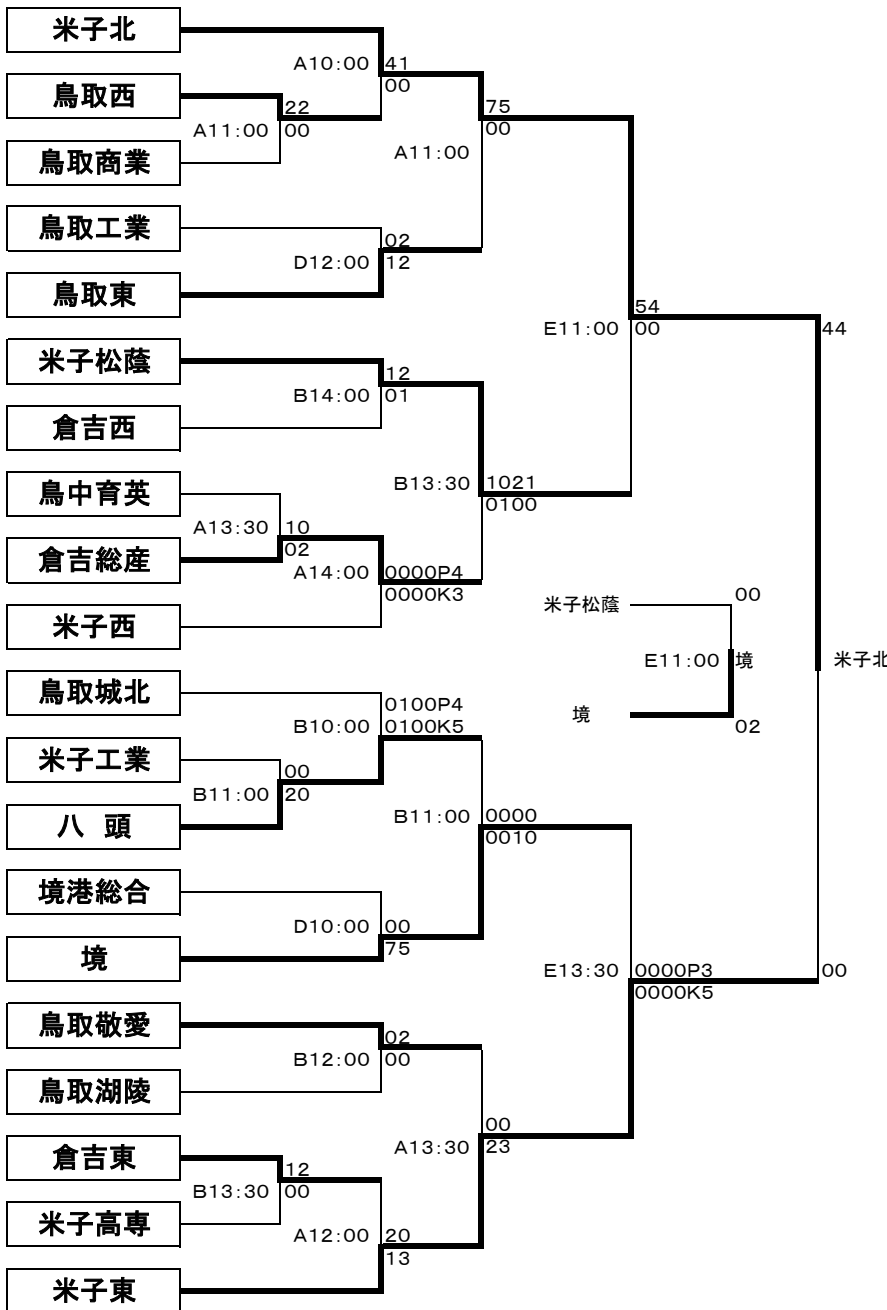 米子北
A10:00 41
00
鳥取西
22
75
A11:00 00
00
鳥取商業
A11:00
鳥取工業
02
D12:00 12
鳥取東
54
E11:00 00
44
米子松蔭
12
B14:00 01
倉吉西
鳥中育英
B13:30 1021
0100
A13:30 10
02
倉吉総産
A14:00 0000P4
0000K3
米子西
米子松蔭
00
E11:00 境
米子北
境
02
鳥取城北
0100P4
B10:00 0100K5
米子工業
00
B11:00 20
八 頭
B11:00 0000
0010
境港総合
D10:00 00
75
境
E13:30 0000P3
0000K5
00
鳥取敬愛
02
B12:00 00
鳥取湖陵
00
A13:30 23
倉吉東
12
B13:30 00
米子高専
A12:00 20
13
米子東